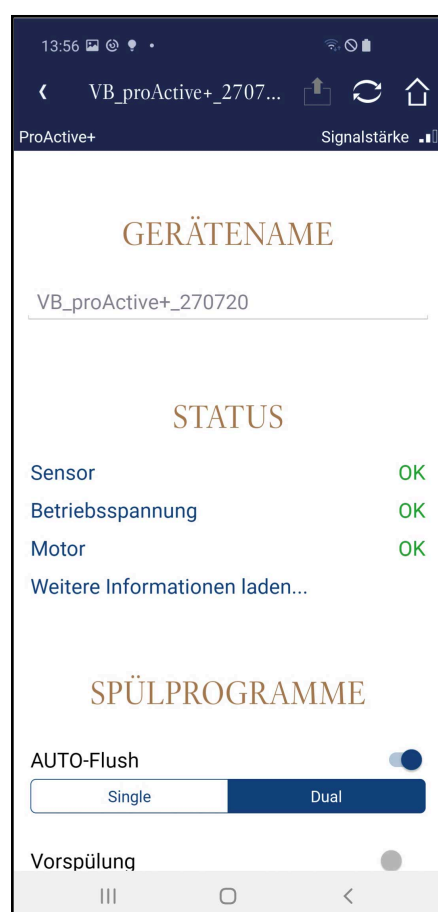 13:56
VB_proActive+_2707...
ProActive+ Signalstärke
GERÄTENAME
VB_proActive+_270720
STATUS
Sensor OK
Betriebsspannung OK
Motor OK
Weitere Informationen laden...
SPÜLPROGRAMME
AUTO-Flush
Single Dual
Vorspülung